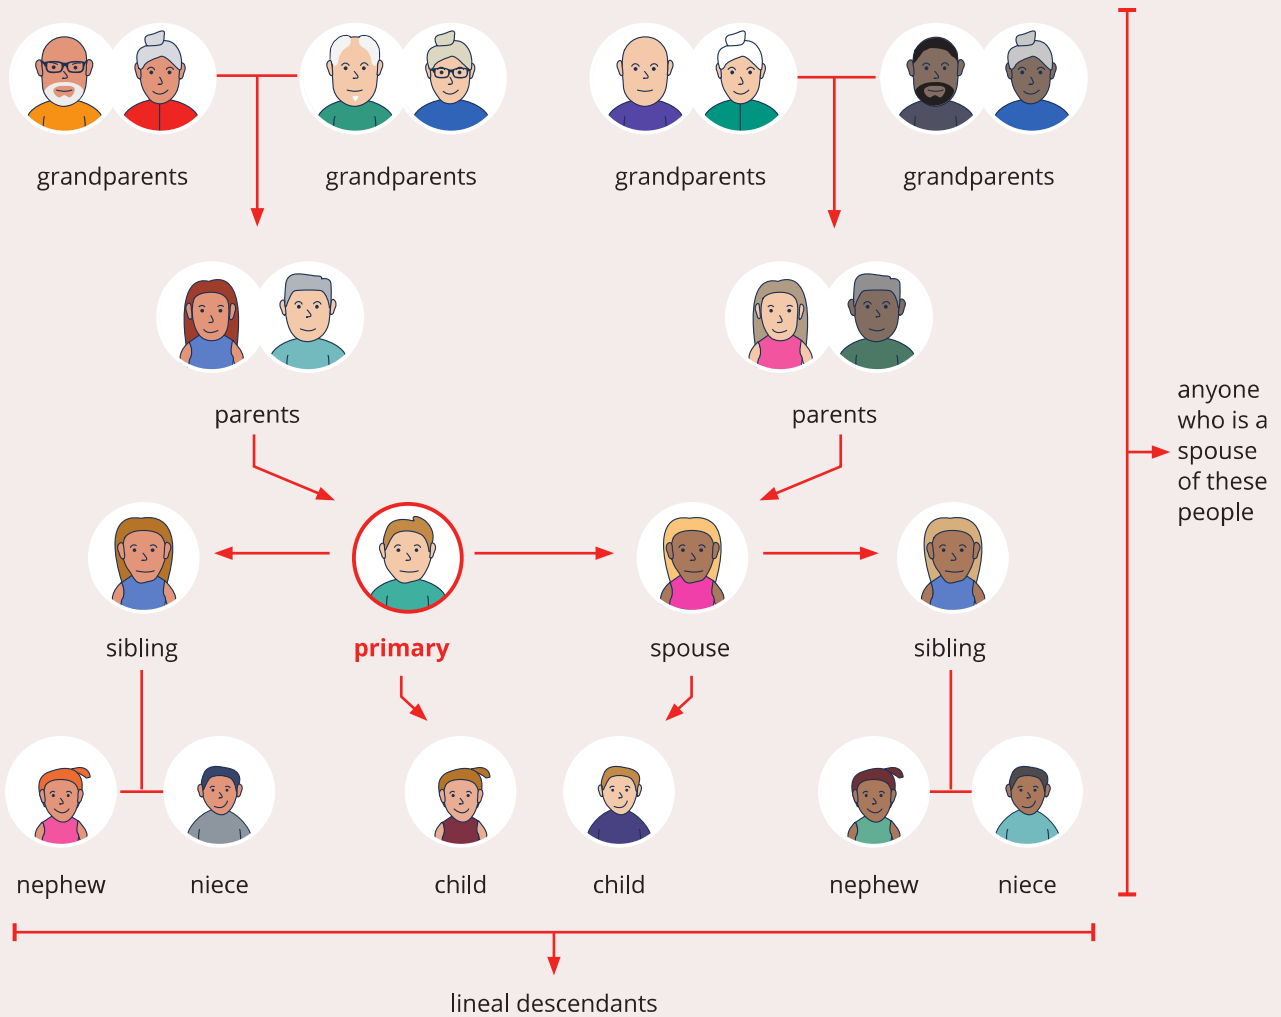 grandparents
grandparents
grandparents
grandparents
parents
parents
anyone
who is a
spouse
of these
people
sibling
primary
spouse
sibling
nephew
niece
child
child
nephew
niece
lineal descendants